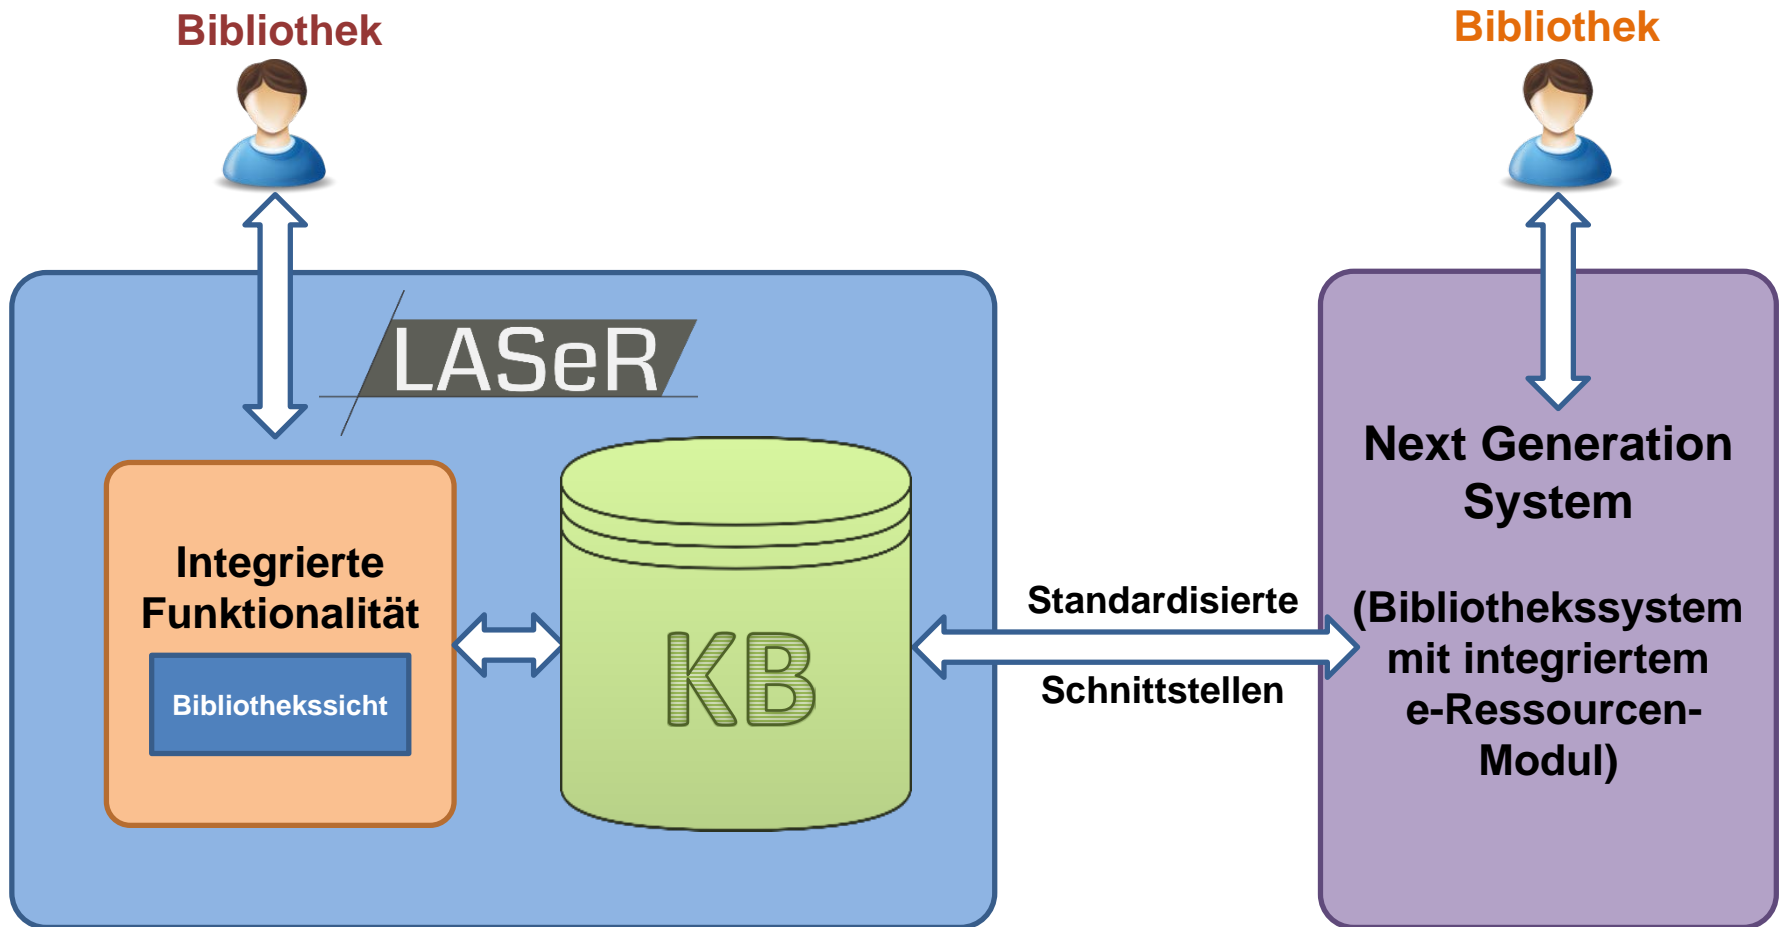 Bibliothek
Bibliothek
LASeR
Integrierte
Funktionalität
Bibliothekssicht
KB
Standardisierte
Schnittstellen
Next Generation
System
(Bibliothekssystem
mit integriertem
e-Ressourcen-
Modul)